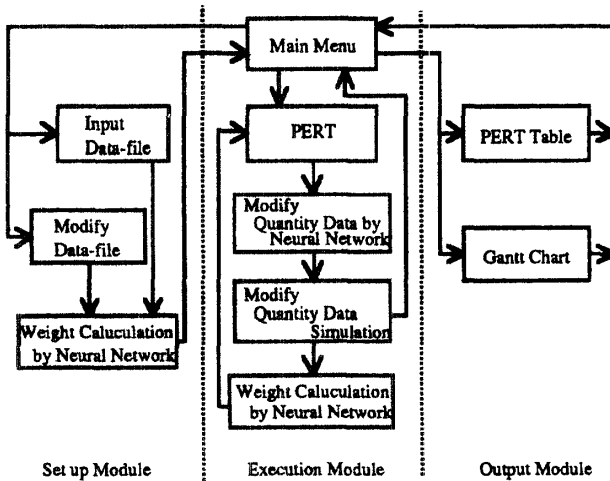 Main Menu
Input
Data-file
PERT
PERT Table
Modify
Quantity Data by
Neural Network
Modify
Data-file
Gantt Chart
Modify
Quantity Data
Simulation
Weight Caluculation
by Neural Network
Weight Caluculation
by Neural Network
Set up Module
Execution Module
Output Module